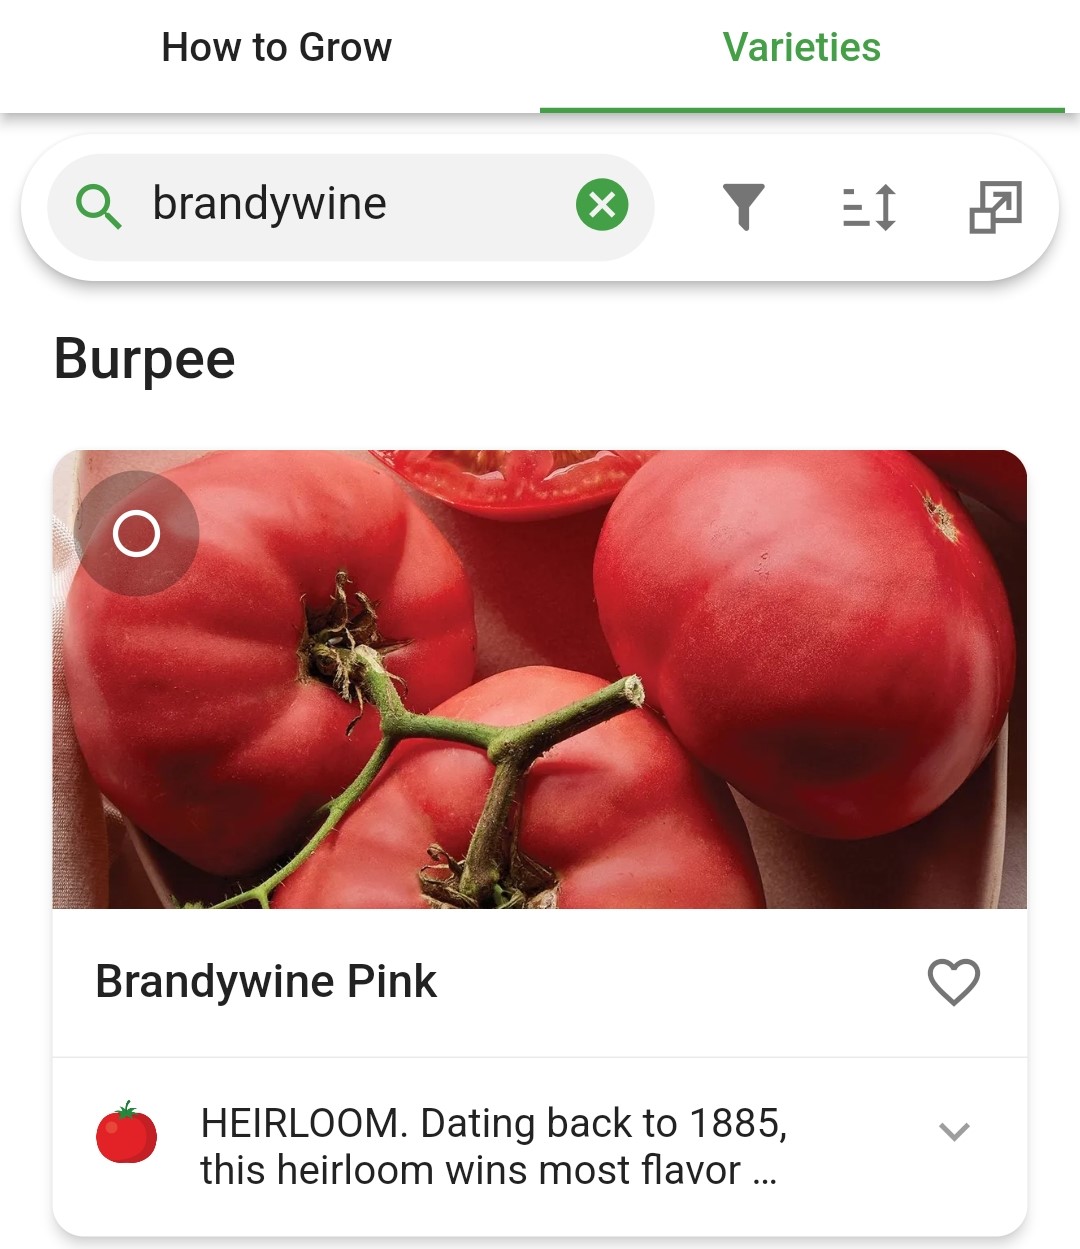 How to Grow
Varieties
brandywine
Burpee
Brandywine Pink
HEIRLOOM. Dating back to 1885,
this heirloom wins most flavor ...